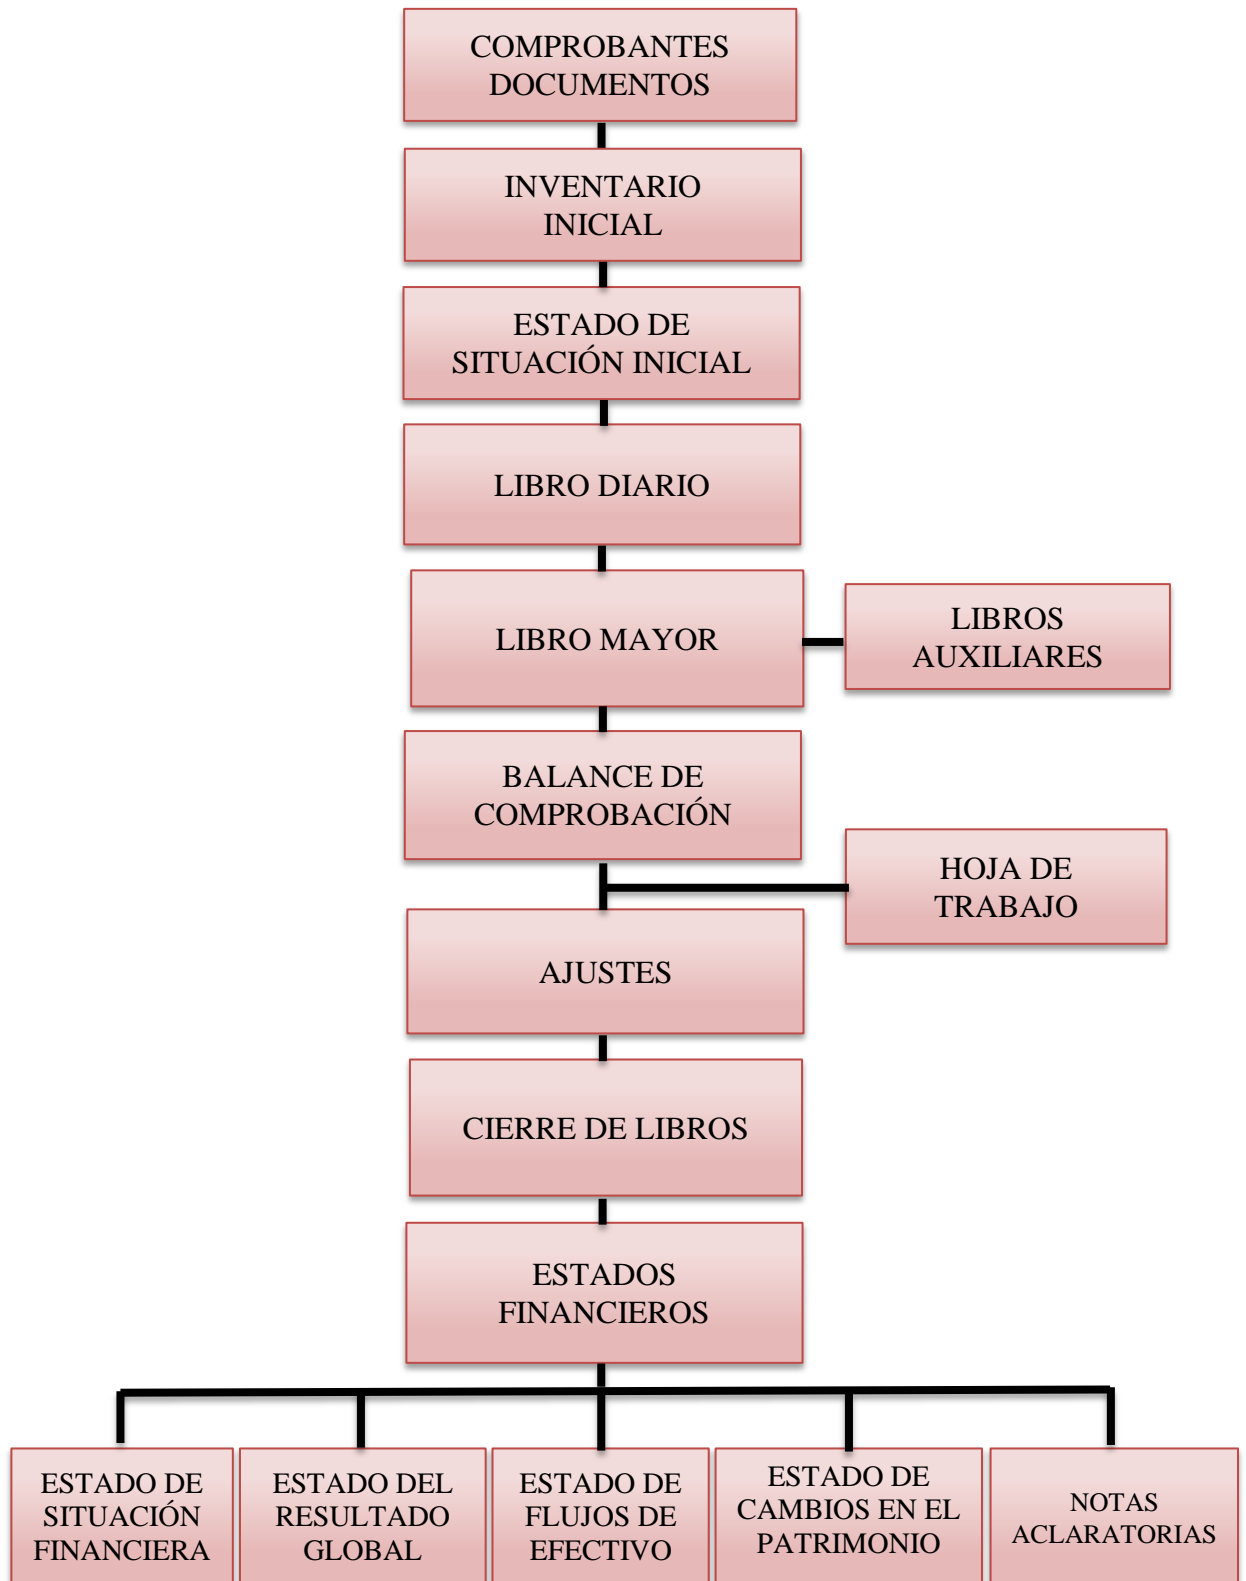 COMPROBANTES
DOCUMENTOS
INVENTARIO
INICIAL
ESTADO DE
SITUACIÓN INICIAL
LIBRO DIARIO
LIBRO MAYOR
LIBROS
AUXILIARES
BALANCE DE
COMPROBACIÓN
HOJA DE
TRABAJO
AJUSTES
CIERRE DE LIBROS
ESTADOS
FINANCIEROS
ESTADO DE
SITUACIÓN
FINANCIERA
ESTADO DEL
RESULTADO
GLOBAL
ESTADO DE
FLUJOS DE
EFECTIVO
ESTADO DE
CAMBIOS EN EL
PATRIMONIO
NOTAS
ACLARATORIAS